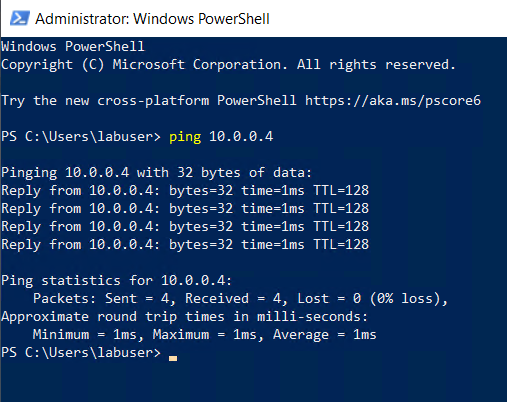 Administrator: Windows PowerShell
Windows PowerShell
Copyright (C) Microsoft Corporation. All rights reserved.
Try the new cross-platform PowerShell https://aka.ms/pscore6
PS C:\Users\labuser> ping 10.0.0.4
Pinging 10.0.0.4 with 32 bytes of data:
Reply from 10.0.0.4: bytes=32 time=1ms TTL=128
Reply from 10.0.0.4: bytes=32 time=1ms TTL=128
Reply from 10.0.0.4: bytes=32 time=1ms TTL=128
Reply from 10.0.0.4: bytes=32 time=1ms TTL=128
Ping statistics for 10.0.0.4:
    Packets: Sent = 4, Received = 4, Lost = 0 (0% loss),
Approximate round trip times in milli-seconds:
    Minimum = 1ms, Maximum = 1ms, Average = 1ms
PS C:\Users\labuser>